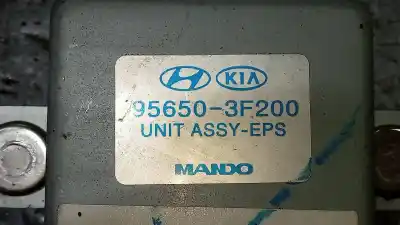 KIA
95650-3F200
UNIT ASSY-EPS
MANDO